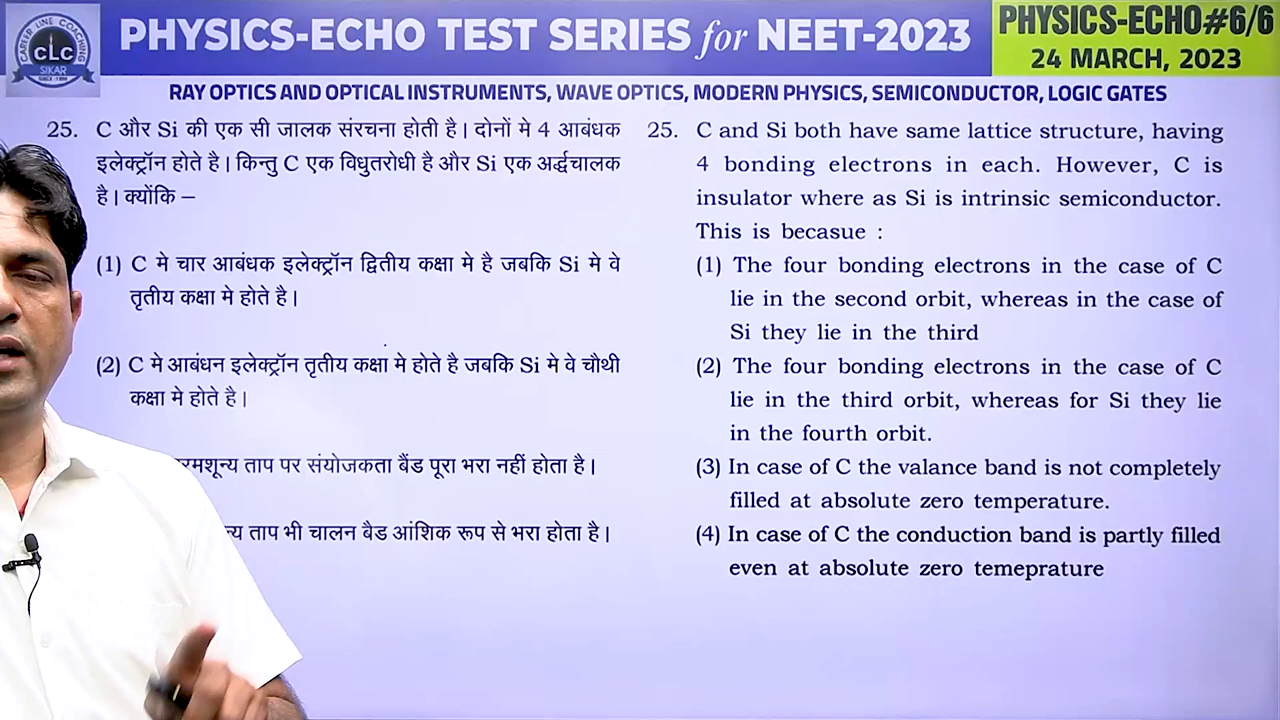 CAREER LINE COACHING
CLC
SIKAR
SINCE - 1996
PHYSICS-ECHO TEST SERIES for NEET-2023
PHYSICS-ECHO#6/6
24 MARCH, 2023
RAY OPTICS AND OPTICAL INSTRUMENTS, WAVE OPTICS, MODERN PHYSICS, SEMICONDUCTOR, LOGIC GATES
25. C और Si की एक सी जालक संरचना होती है। दोनों मे 4 आबंधक
इलेक्ट्रॉन होते है। किन्तु C एक विधुतरोधी है और Si एक अर्द्धचालक
है। क्योंकि –
(1) C मे चार आबंधक इलेक्ट्रॉन द्वितीय कक्षा मे है जबकि Si मे वे
तृतीय कक्षा मे होते है।
(2) C मे आबंधन इलेक्ट्रॉन तृतीय कक्षा मे होते है जबकि Si मे वे चौथी
कक्षा मे होते है।
रमशून्य ताप पर संयोजकता बैंड पूरा भरा नहीं होता है।
न्य ताप भी चालन बैड आंशिक रूप से भरा होता है।
25. C and Si both have same lattice structure, having
4 bonding electrons in each. However, C is
insulator where as Si is intrinsic semiconductor.
This is becasue :
(1) The four bonding electrons in the case of C
lie in the second orbit, whereas in the case of
Si they lie in the third
(2) The four bonding electrons in the case of C
lie in the third orbit, whereas for Si they lie
in the fourth orbit.
(3) In case of C the valance band is not completely
filled at absolute zero temperature.
(4) In case of C the conduction band is partly filled
even at absolute zero temeprature